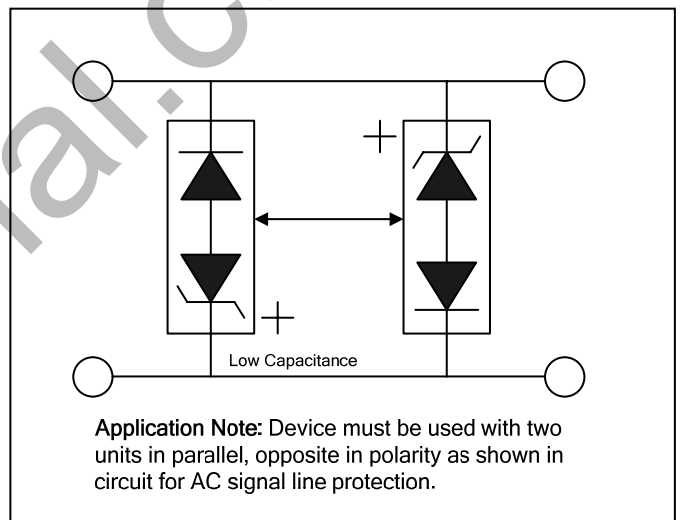 +
+
Low Capacitance
Application Note: Device must be used with two
units in parallel, opposite in polarity as shown in
circuit for AC signal line protection.